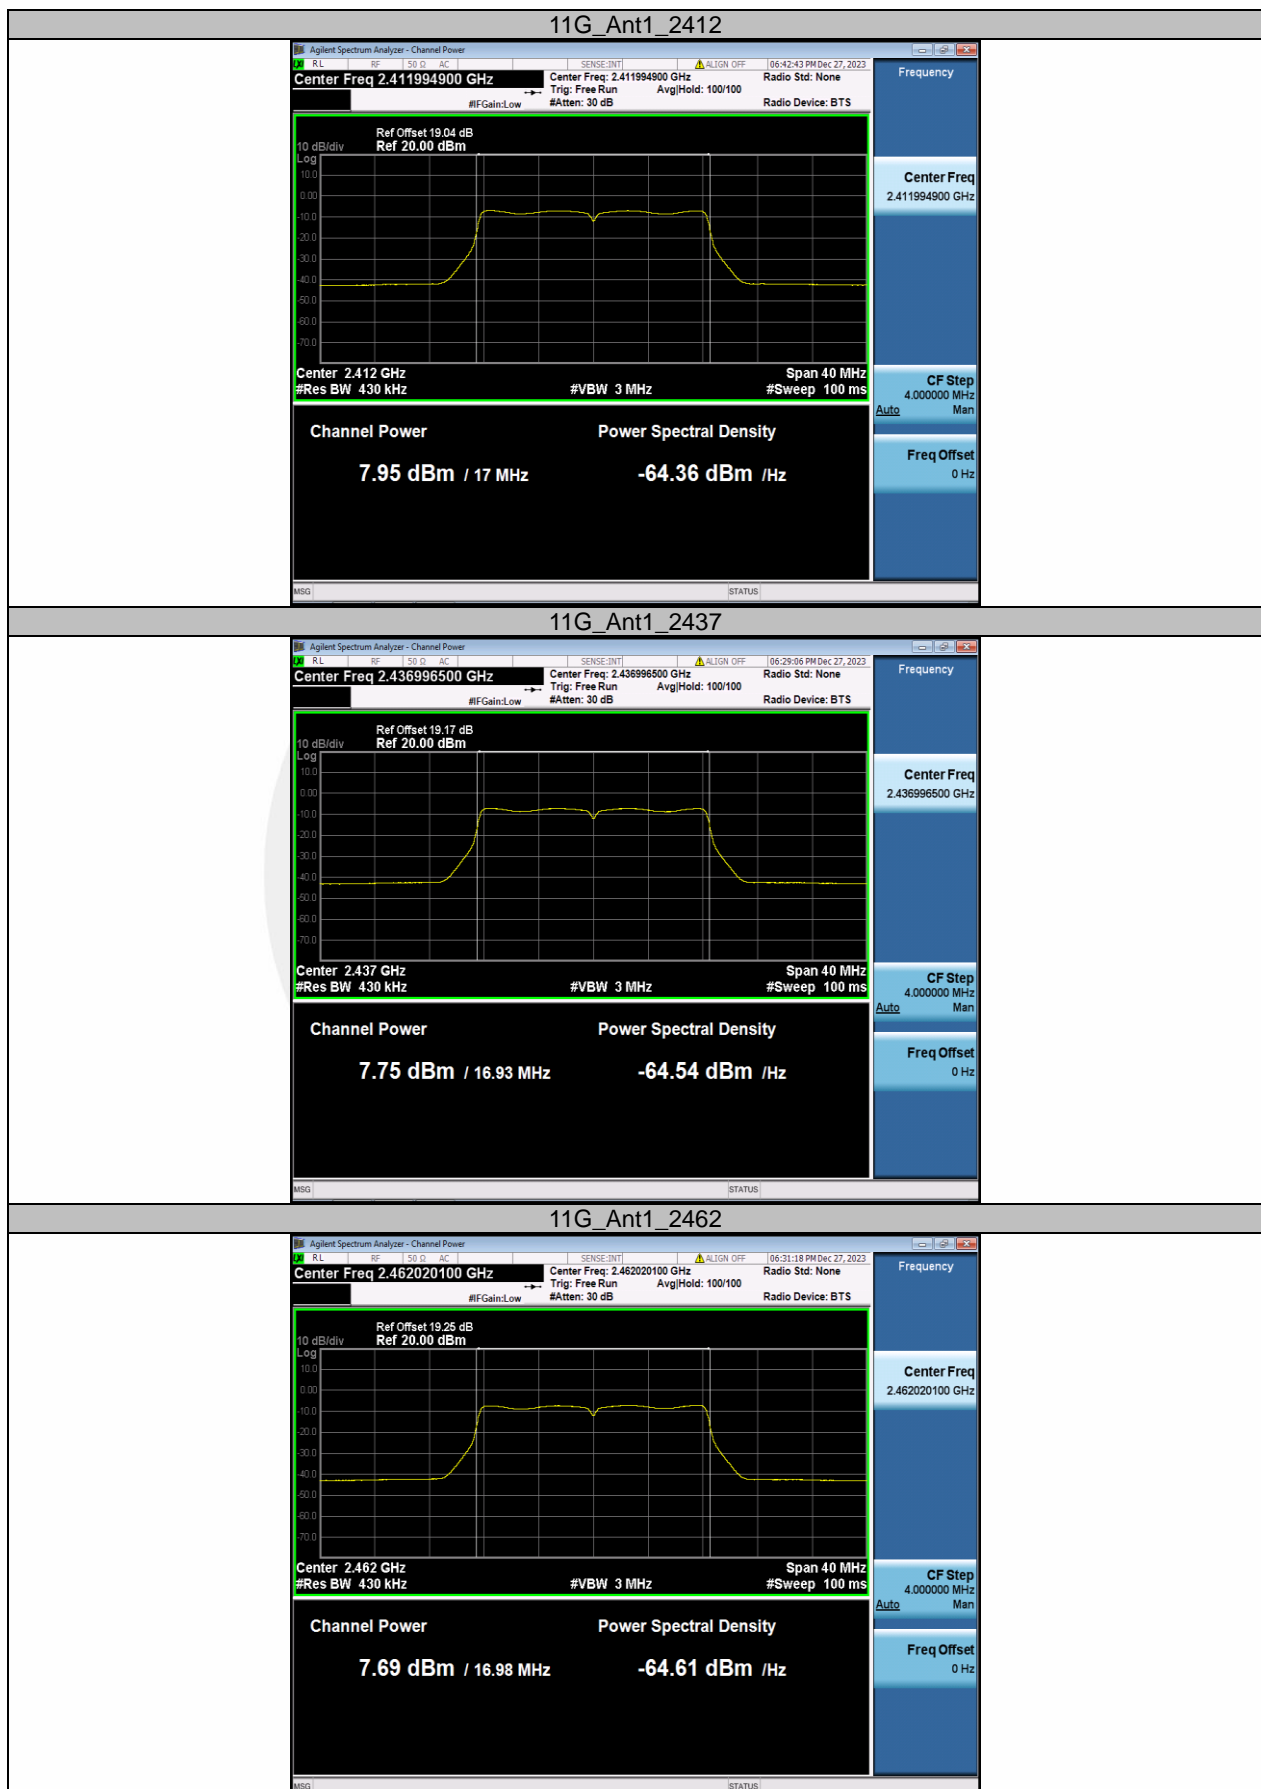 11G_Ant1_2412
Agilent Spectrum Analyzer - Channel Power
LXI RL RF 50 Ω AC SENSE:INT ALIGN OFF 06:42:43 PM Dec 27, 2023
Center Freq 2.411994900 GHz
Center Freq: 2.411994900 GHz
Radio Std: None
Trig: Free Run Avg|Hold: 100/100
#IFGain:Low #Atten: 30 dB Radio Device: BTS
Frequency
Ref Offset 19.04 dB
10 dB/div Ref 20.00 dBm
Log
10.0
0.00
-10.0
-20.0
-30.0
-40.0
-50.0
-60.0
-70.0
Center Freq
2.411994900 GHz
Center 2.412 GHz Span 40 MHz
#Res BW 430 kHz #VBW 3 MHz #Sweep 100 ms
CF Step
4.000000 MHz
Auto Man
Channel Power Power Spectral Density
7.95 dBm / 17 MHz -64.36 dBm /Hz
Freq Offset
0 Hz
MSG STATUS
11G_Ant1_2437
Agilent Spectrum Analyzer - Channel Power
LXI RL RF 50 Ω AC SENSE:INT ALIGN OFF 06:29:06 PM Dec 27, 2023
Center Freq 2.436996500 GHz
Center Freq: 2.436996500 GHz
Radio Std: None
Trig: Free Run Avg|Hold: 100/100
#IFGain:Low #Atten: 30 dB Radio Device: BTS
Frequency
Ref Offset 19.17 dB
10 dB/div Ref 20.00 dBm
Log
10.0
0.00
-10.0
-20.0
-30.0
-40.0
-50.0
-60.0
-70.0
Center Freq
2.436996500 GHz
Center 2.437 GHz Span 40 MHz
#Res BW 430 kHz #VBW 3 MHz #Sweep 100 ms
CF Step
4.000000 MHz
Auto Man
Channel Power Power Spectral Density
7.75 dBm / 16.93 MHz -64.54 dBm /Hz
Freq Offset
0 Hz
MSG STATUS
11G_Ant1_2462
Agilent Spectrum Analyzer - Channel Power
LXI RL RF 50 Ω AC SENSE:INT ALIGN OFF 06:31:18 PM Dec 27, 2023
Center Freq 2.462020100 GHz
Center Freq: 2.462020100 GHz
Radio Std: None
Trig: Free Run Avg|Hold: 100/100
#IFGain:Low #Atten: 30 dB Radio Device: BTS
Frequency
Ref Offset 19.25 dB
10 dB/div Ref 20.00 dBm
Log
10.0
0.00
-10.0
-20.0
-30.0
-40.0
-50.0
-60.0
-70.0
Center Freq
2.462020100 GHz
Center 2.462 GHz Span 40 MHz
#Res BW 430 kHz #VBW 3 MHz #Sweep 100 ms
CF Step
4.000000 MHz
Auto Man
Channel Power Power Spectral Density
7.69 dBm / 16.98 MHz -64.61 dBm /Hz
Freq Offset
0 Hz
MSG STATUS